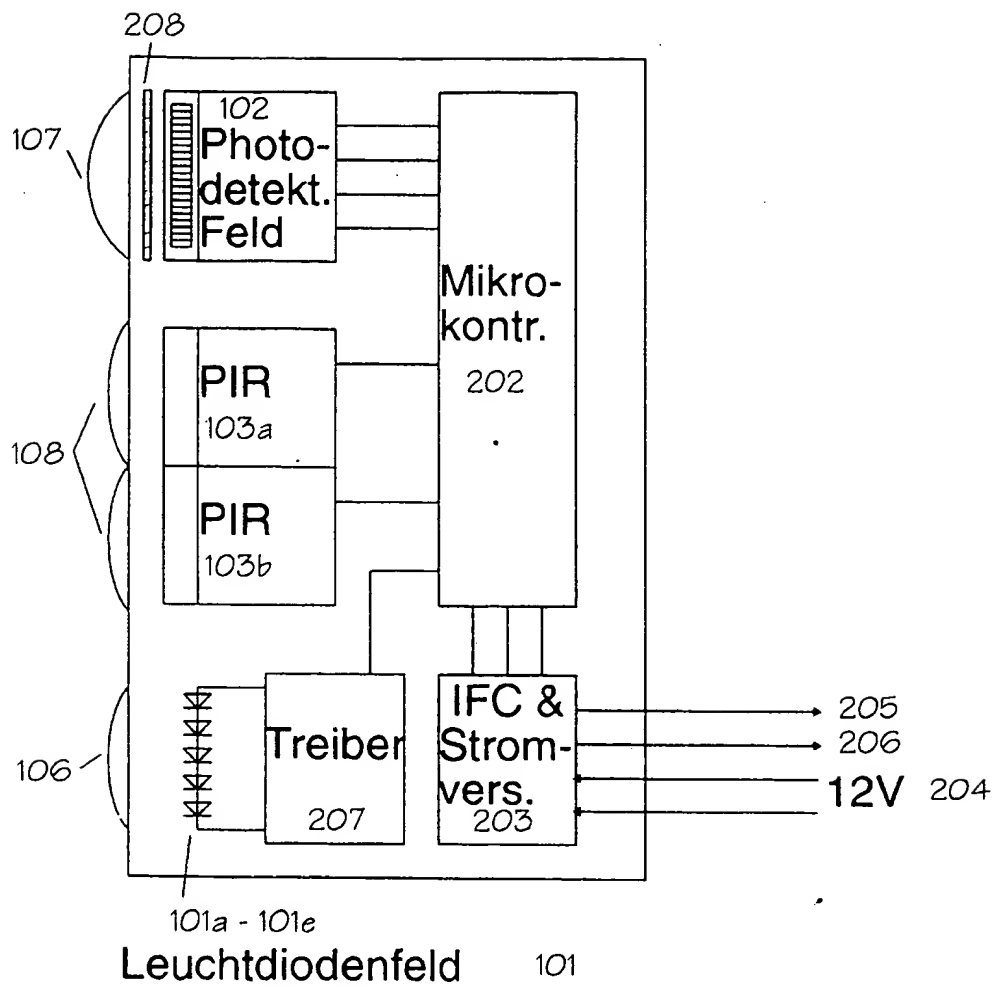 208
107
102
Photo-
detekt.
Feld
Mikro-
kontr.
202
PIR
103a
108
PIR
103b
IFC &
Strom-
vers.
203
Treiber
207
205
206
12V 204
106
101a - 101e
Leuchtdiodenfeld 101